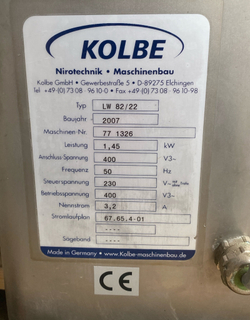 KOLBE
Nirotechnik • Maschinenbau
Kolbe GmbH • Gewerbestraße 5 • D-89275 Elchingen
Tel +49(0)73 08 · 96 10-0 • Fax +49(0)73 08 · 96 10-98
Typ LW 82/22
Baujahr 2007
Maschinen-Nr. 77 1326
Leistung 1,45 kW
Anschluss Spannung 400 V3~
Frequenz 50 Hz
Steuerspannung 230 V~
Betriebsspannung 400 V3~
Nennstrom 3,2 A
Stromlaufplan 67.65.4-01
----
Sägeband ----
Made in Germany • www.Kolbe-maschinenbau.de
CE